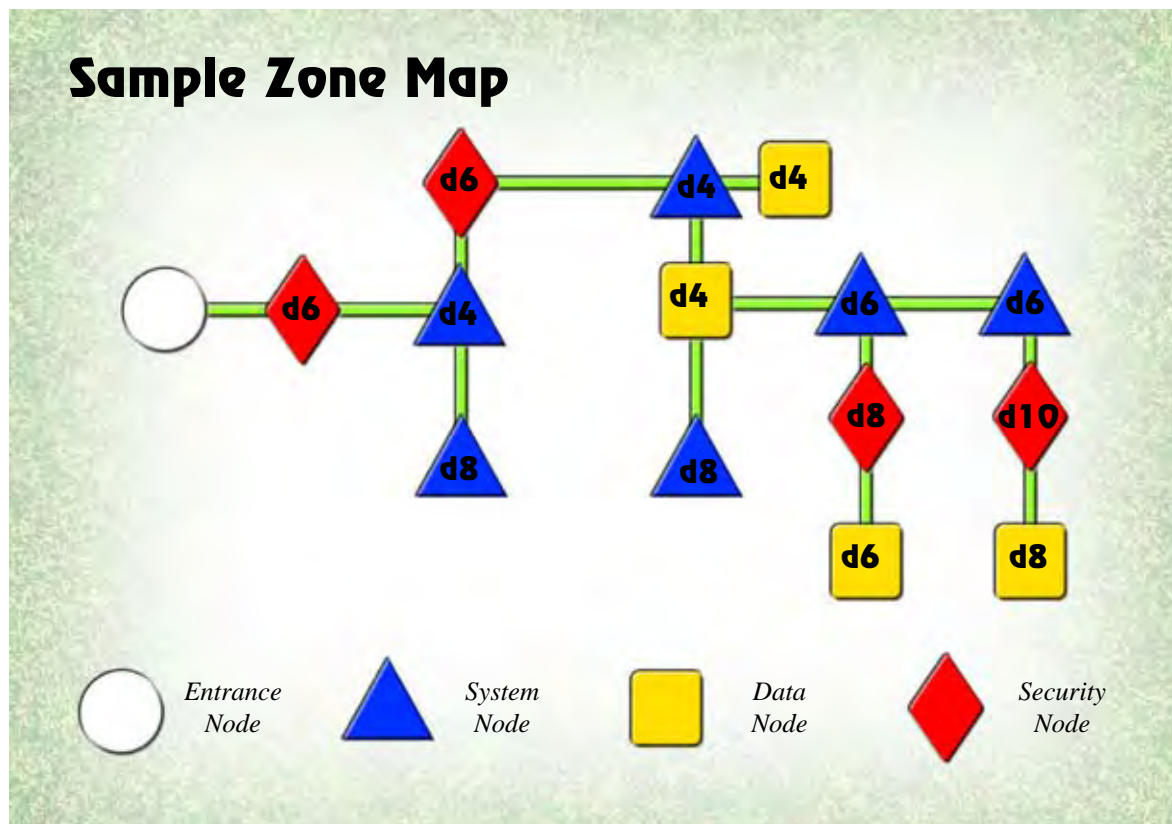 Sample Zone Map
d6
d4
d4
d6
d4
d4
d6
d6
d8
d8
d8
d10
d6
d8
Entrance
Node
System
Node
Data
Node
Security
Node